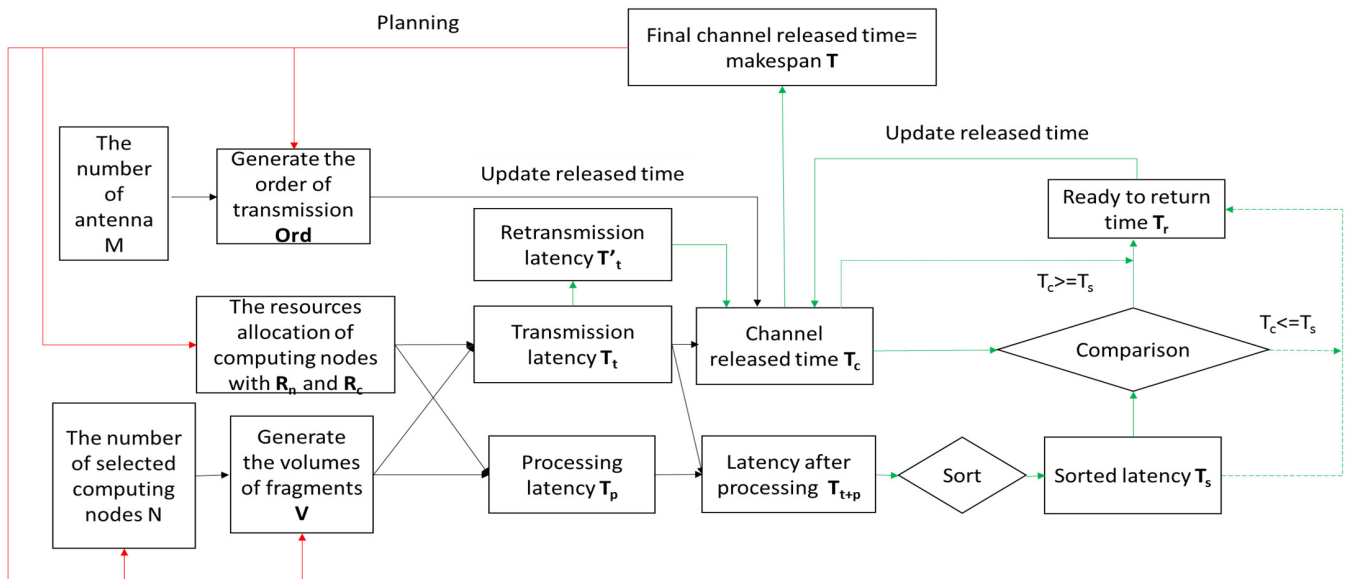 Planning
Final channel released time=
makespan T
The
number
of
antenna
M
Generate the
order of
transmission
Ord
Update released time
Update released time
Retransmission
latency T’t
Ready to return
time Tr
Tc>=Ts
Tc<=Ts
The resources
allocation of
computing nodes
with Rn and Rc
Transmission
latency Tt
Channel
released time Tc
Comparison
The number
of selected
computing
nodes N
Generate
the volumes
of fragments
V
Processing
latency Tp
Latency after
processing Tt+p
Sort
Sorted latency Ts